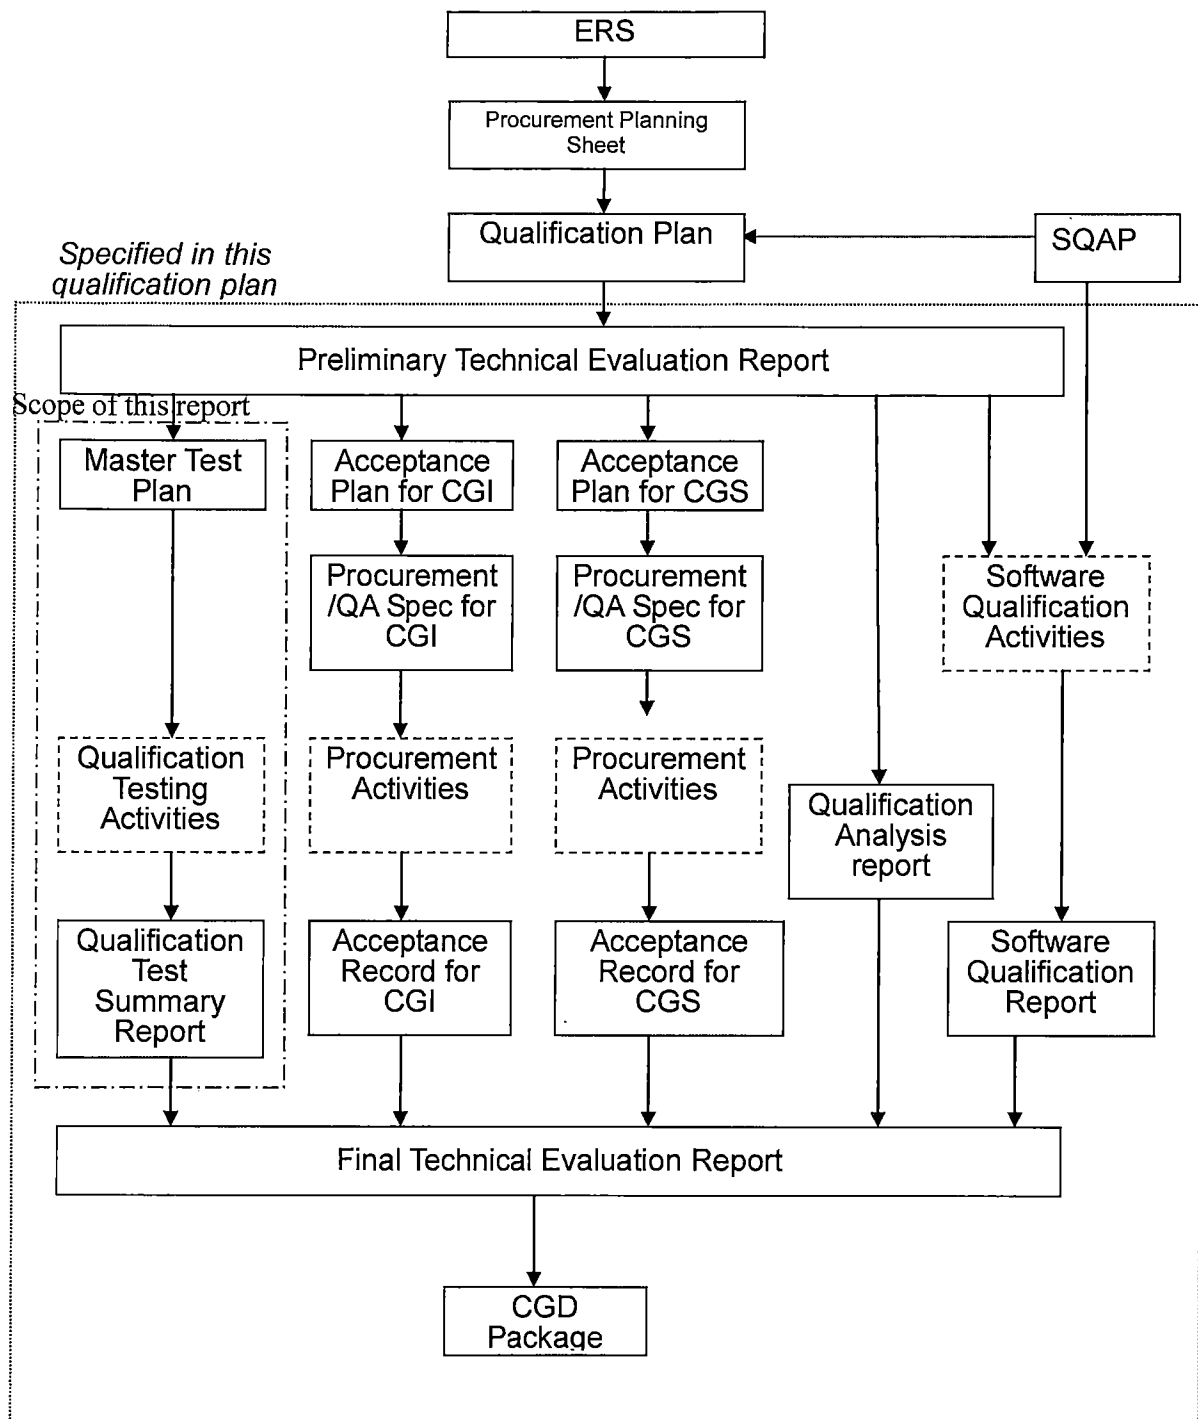 ERS
Procurement Planning
Sheet
Qualification Plan
SQAP
Specified in this
qualification plan
Preliminary Technical Evaluation Report
Scope of this report
Master Test
Plan
Acceptance
Plan for CGI
Acceptance
Plan for CGS
Procurement
/QA Spec for
CGI
Procurement
/QA Spec for
CGS
Software
Qualification
Activities
Qualification
Testing
Activities
Procurement
Activities
Procurement
Activities
Qualification
Analysis
report
Qualification
Test
Summary
Report
Acceptance
Record for
CGI
Acceptance
Record for
CGS
Software
Qualification
Report
Final Technical Evaluation Report
CGD
Package